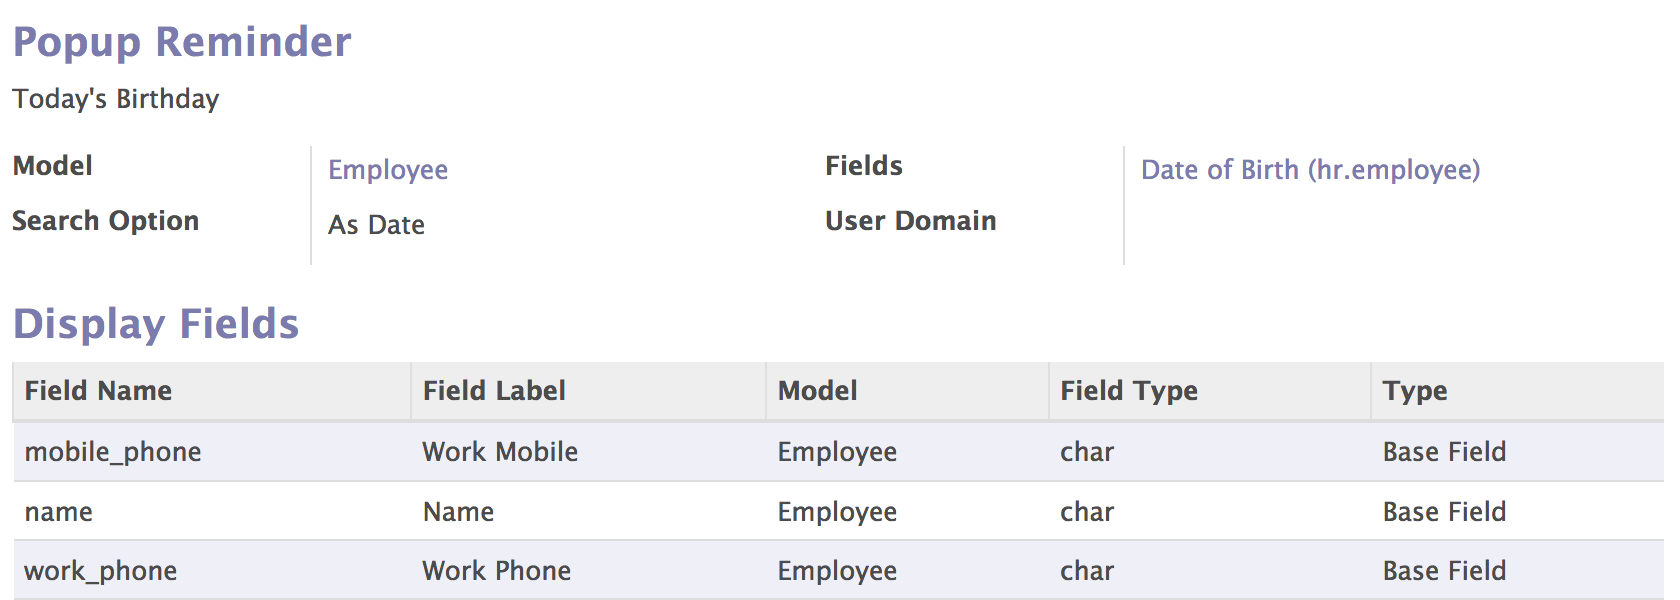 Popup Reminder
Today's Birthday
Model Employee Fields Date of Birth (hr.employee)
Search Option As Date User Domain
Display Fields
Field Name Field Label Model Field Type Type
mobile_phone Work Mobile Employee char Base Field
name Name Employee char Base Field
work_phone Work Phone Employee char Base Field